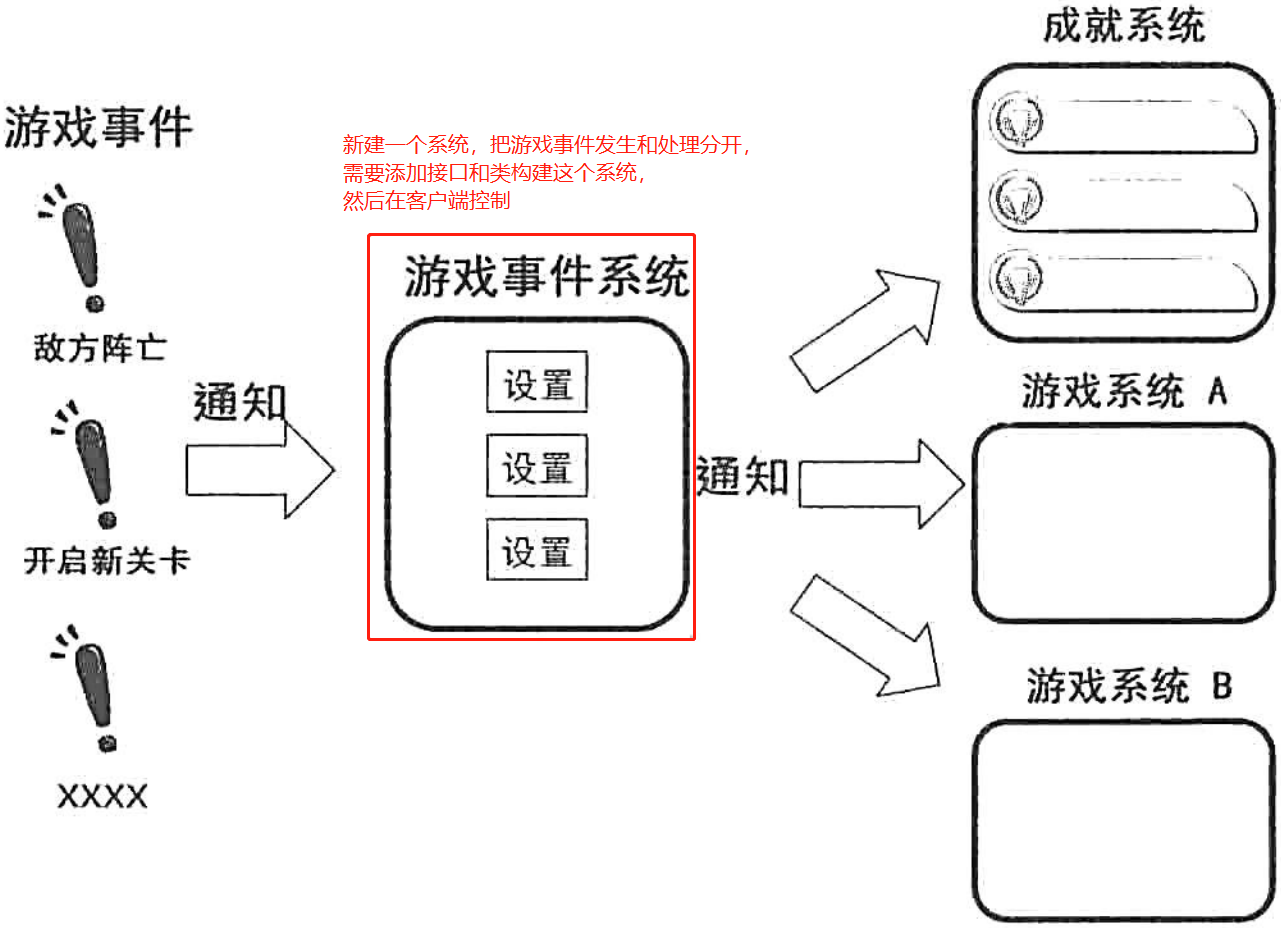 游戏事件
敌方阵亡
开启新关卡
XXXX
通知
新建一个系统，把游戏事件发生和处理分开，
需要添加接口和类构建这个系统，
然后在客户端控制
游戏事件系统
设置
设置
设置
通知
成就系统
游戏系统 A
游戏系统 B